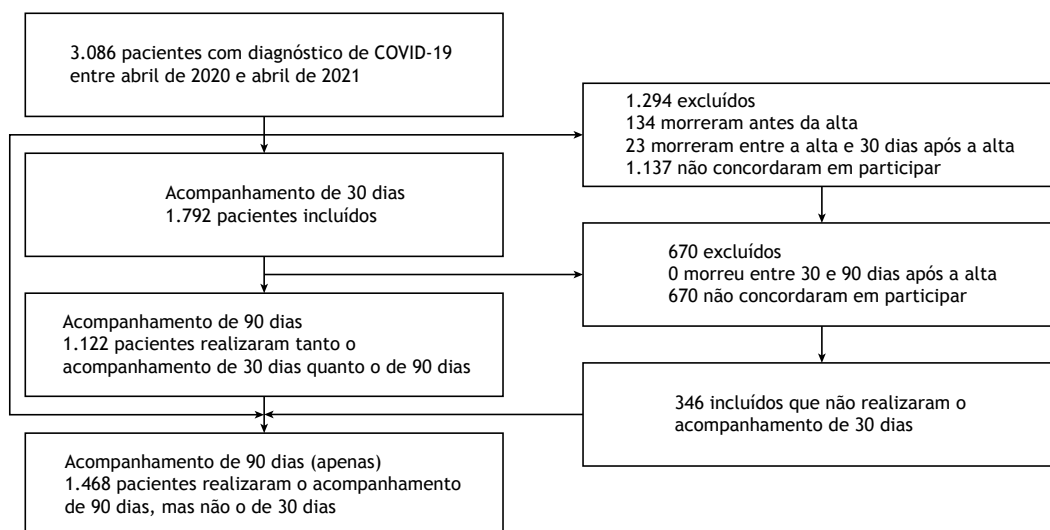 3.086 pacientes com diagnóstico de COVID-19
entre abril de 2020 e abril de 2021
1.294 excluídos
134 morreram antes da alta
23 morreram entre a alta e 30 dias após a alta
1.137 não concordaram em participar
Acompanhamento de 30 dias
1.792 pacientes incluídos
670 excluídos
0 morreu entre 30 e 90 dias após a alta
670 não concordaram em participar
Acompanhamento de 90 dias
1.122 pacientes realizaram tanto o
acompanhamento de 30 dias quanto o de 90 dias
346 incluídos que não realizaram o
acompanhamento de 30 dias
Acompanhamento de 90 dias (apenas)
1.468 pacientes realizaram o acompanhamento
de 90 dias, mas não o de 30 dias